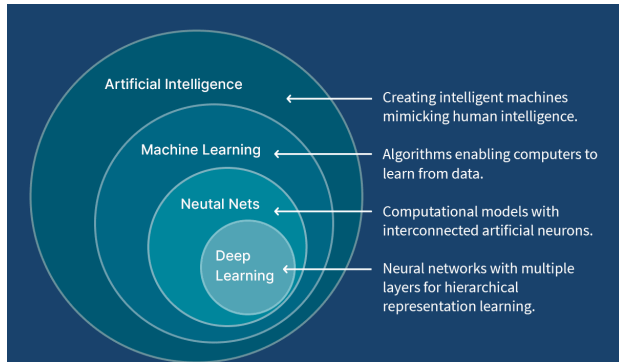 Artificial Intelligence
Creating intelligent machines
mimicking human intelligence.
Machine Learning
Algorithms enabling computers to
learn from data.
Neutal Nets
Computational models with
interconnected artificial neurons.
Deep
Learning
Neural networks with multiple
layers for hierarchical
representation learning.